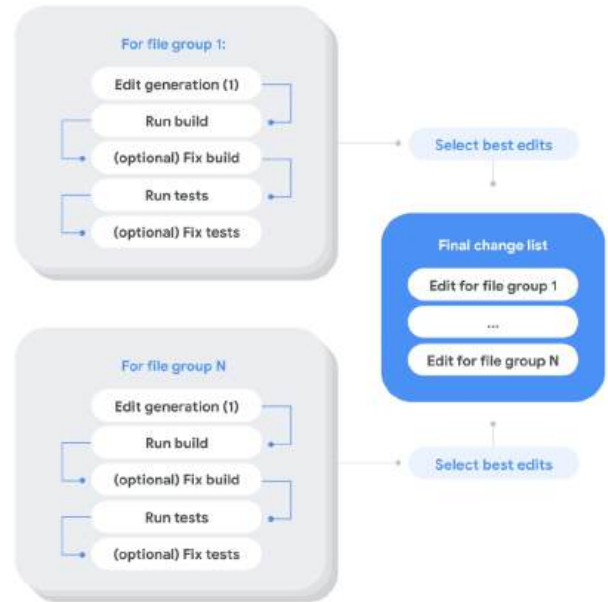 For file group 1:
Edit generation (1)
Run build
(optional) Fix build
Run tests
(optional) Fix tests
Select best edits
Final change list
Edit for file group 1
...
Edit for file group N
For file group N
Edit generation (1)
Run build
(optional) Fix build
Run tests
(optional) Fix tests
Select best edits